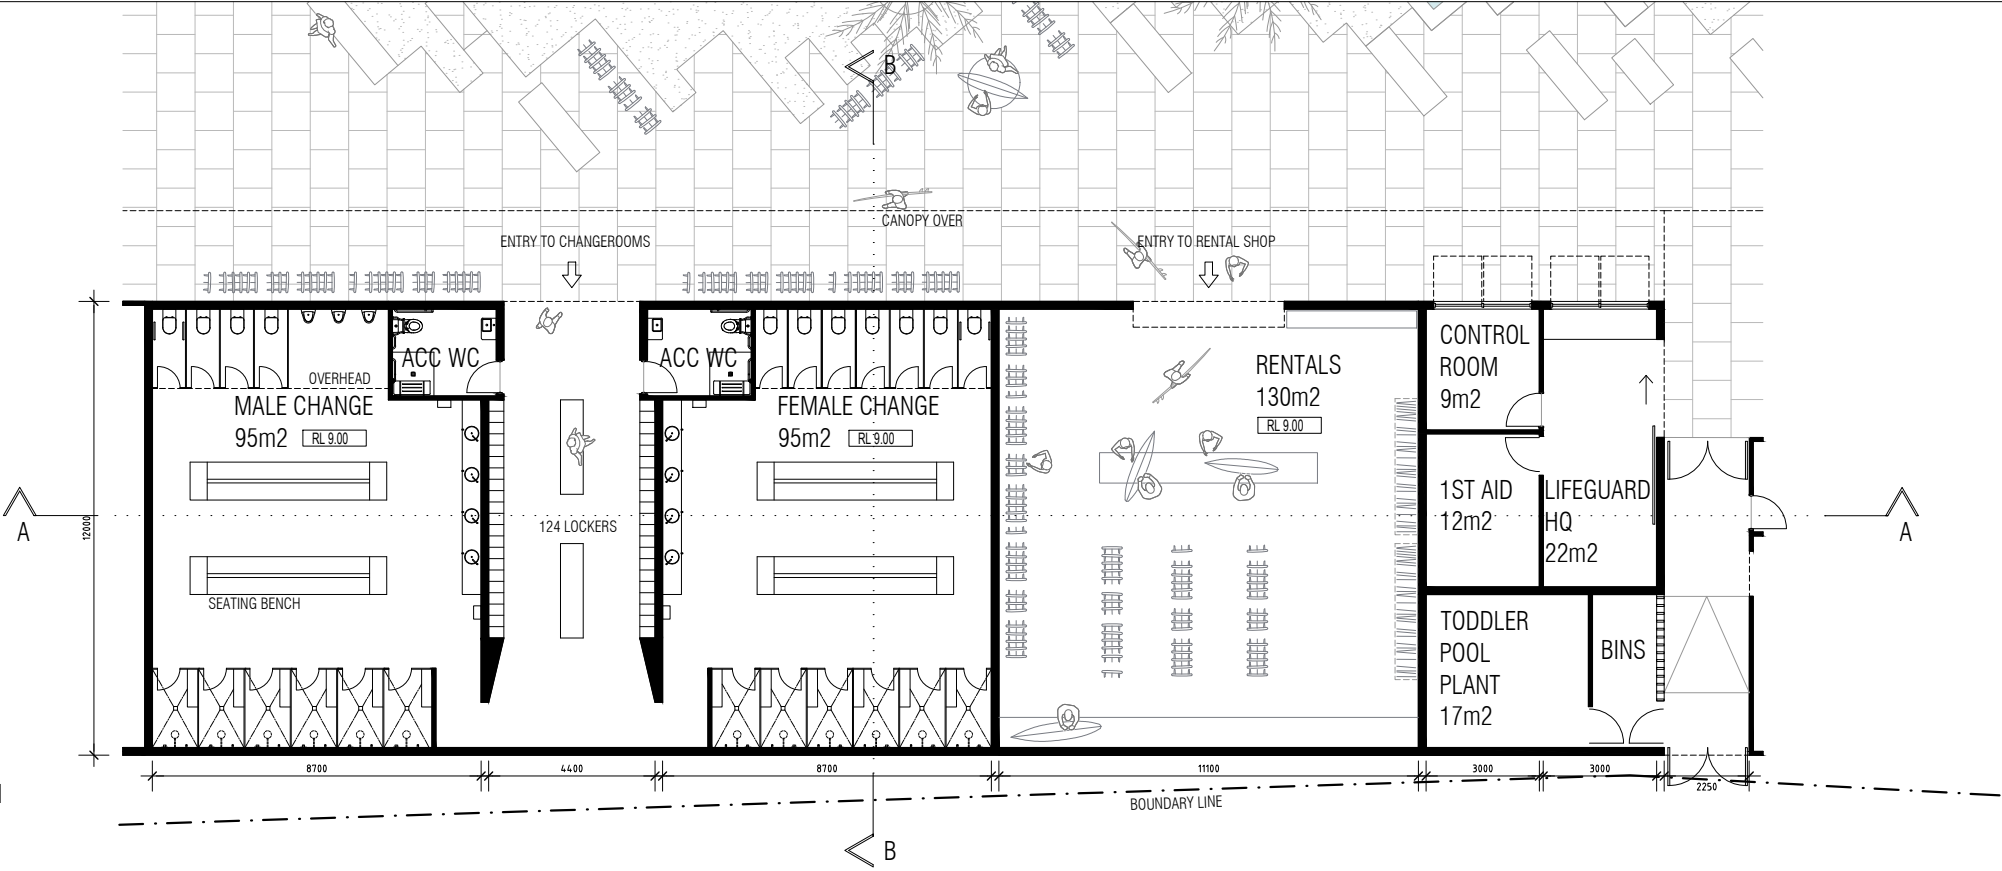 B
CANOPY OVER
ENTRY TO CHANGEROOMS
ENTRY TO RENTAL SHOP
ACC WC
ACC WC
OVERHEAD
MALE CHANGE
95m2
RL 9.00
FEMALE CHANGE
95m2
RL 9.00
RENTALS
130m2
RL 9.00
CONTROL
ROOM
9m2
1ST AID
12m2
LIFEGUARD
HQ
22m2
A
12000
124 LOCKERS
A
SEATING BENCH
TODDLER
POOL
PLANT
17m2
BINS
8700
4400
8700
11100
3000
3000
2250
BOUNDARY LINE
B